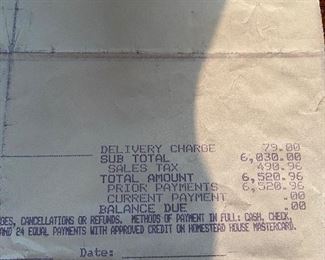 DELIVERY CHARGE 79.00
SUB TOTAL 6,030.00
SALES TAX 490.96
TOTAL AMOUNT 6,520.96
PRIOR PAYMENTS 6,520.96
CURRENT PAYMENT .00
BALANCE DUE .00
CANCELLATIONS OR REFUNDS. METHODS OF PAYMENT IN FULL: CASH, CHECK,
AND 24 EQUAL PAYMENTS WITH APPROVED CREDIT ON HOMESTEAD HOUSE MASTERCARD.
Date: